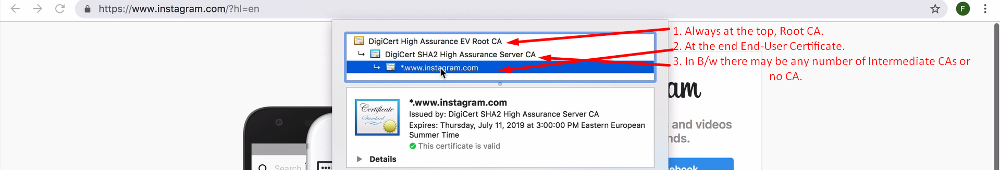 https://www.instagram.com/?hl=en
F
1. Always at the top, Root CA.
2. At the end End-User Certificate.
3. In B/w there may be any number of Intermediate CAs or
no CA.
DigiCert High Assurance EV Root CA
DigiCert SHA2 High Assurance Server CA
*.www.instagram.com
*.www.instagram.com
Issued by: DigiCert SHA2 High Assurance Server CA
Expires: Thursday, July 11, 2019 at 3:00:00 PM Eastern European
Summer Time
This certificate is valid
Details
Certificate
Standard
am
and videos
nds.
ebook
Search